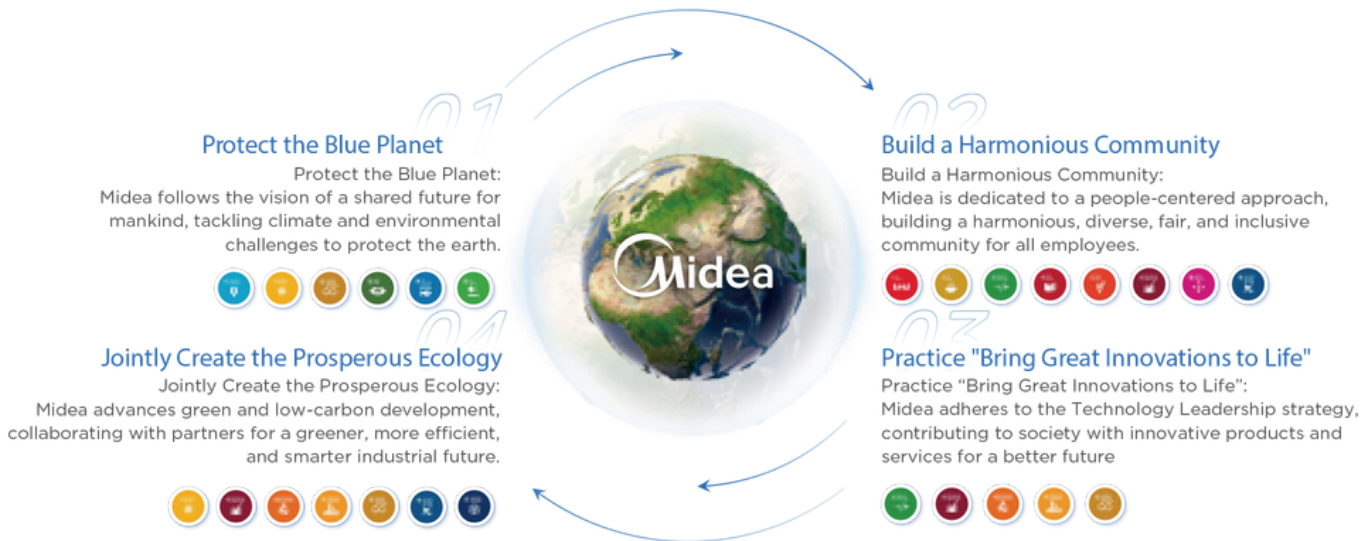 01
Protect the Blue Planet
Protect the Blue Planet:
Midea follows the vision of a shared future for
mankind, tackling climate and environmental
challenges to protect the earth.
02
Build a Harmonious Community
Build a Harmonious Community:
Midea is dedicated to a people-centered approach,
building a harmonious, diverse, fair, and inclusive
community for all employees.
Midea
03
Practice "Bring Great Innovations to Life"
Practice “Bring Great Innovations to Life”:
Midea adheres to the Technology Leadership strategy,
contributing to society with innovative products and
services for a better future
04
Jointly Create the Prosperous Ecology
Jointly Create the Prosperous Ecology:
Midea advances green and low-carbon development,
collaborating with partners for a greener, more efficient,
and smarter industrial future.